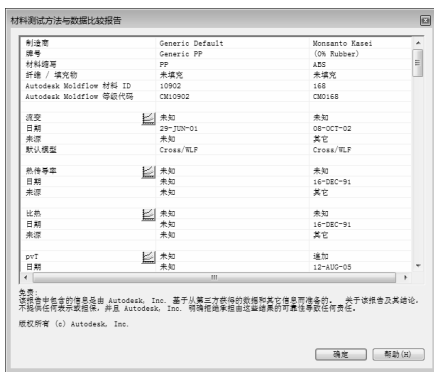 材料测试方法与数据比较报告
制造商 Generic Default Monsanto Kasei
牌号 Generic PP (0% Rubber)
材料缩写 PP ABS
纤维 / 填充物 未填充 未填充
Autodesk Moldflow 材料 ID 10902 168
Autodesk Moldflow 等级代码 CM10902 CM0168
流变 未知 未知
日期 29-JUN-01 08-OCT-02
来源 未知 其它
默认模型 Cross/WLF Cross/WLF
热传导率 未知 未知
日期 未知 16-DEC-91
来源 未知 其它
比热 未知 未知
日期 未知 16-DEC-91
来源 未知 其它
pvT 未知 追加
日期 未知 12-AUG-05
免责:
该报告中包含的信息是由 Autodesk, Inc. 基于从第三方获得的数据和其它信息而准备的。 关于该报告及其结论,
不提供任何表示或担保,并且 Autodesk, Inc. 明确拒绝承担由这些结果的可靠性导致任何责任。
版权所有 (c) Autodesk, Inc.
确定 帮助(H)